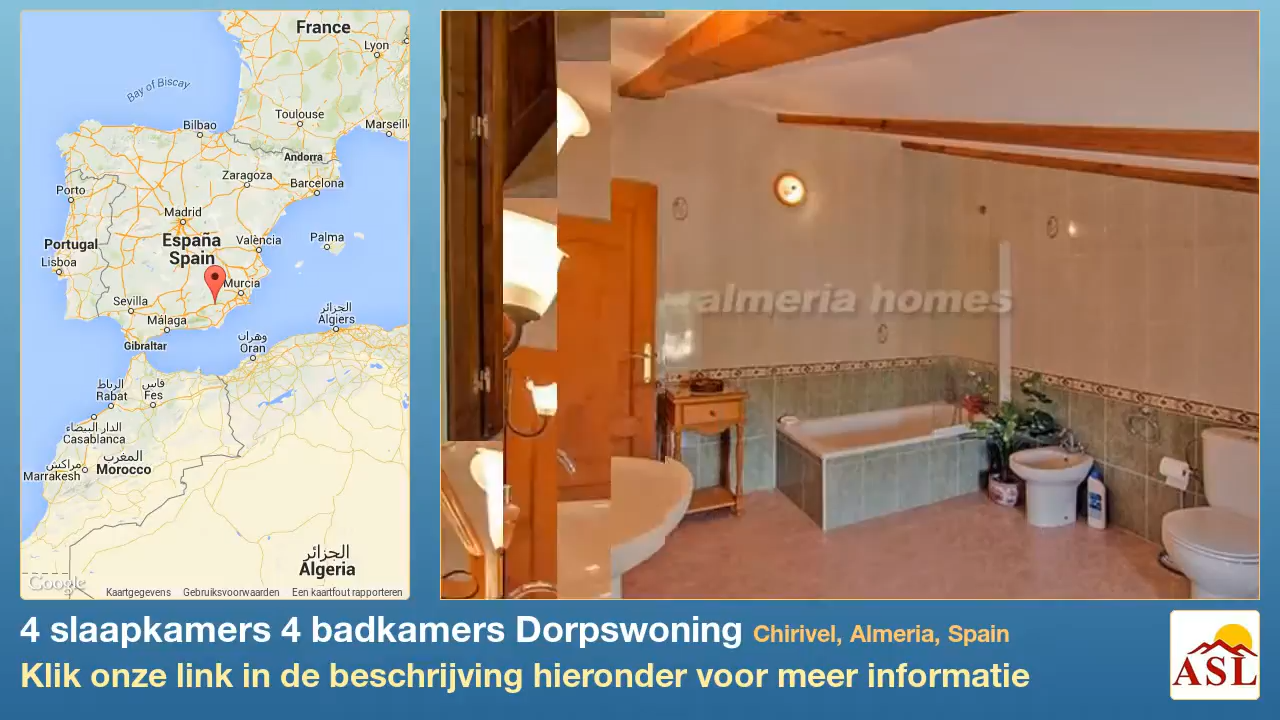 France
Lyon
Bay of Biscay
Toulouse
Bilbao
Marseill
Andorra
Zaragoza
Barcelona
Porto
Madrid
España
Spain
València
Palma
Portugal
Lisboa
Murcia
Sevilla
Málaga
الجزائر
Algiers
Gibraltar
وهران
Oran
الرباط
Rabat
فاس
Fes
الدار البيضاء
Casablanca
المغرب
Morocco
مراكش
Marrakesh
الجزائر
Algeria
Google
Kaartgegevens Gebruiksvoorwaarden Een kaartfout rapporteren
almeria homes
4 slaapkamers 4 badkamers Dorpswoning Chirivel, Almeria, Spain
Klik onze link in de beschrijving hieronder voor meer informatie
ASL